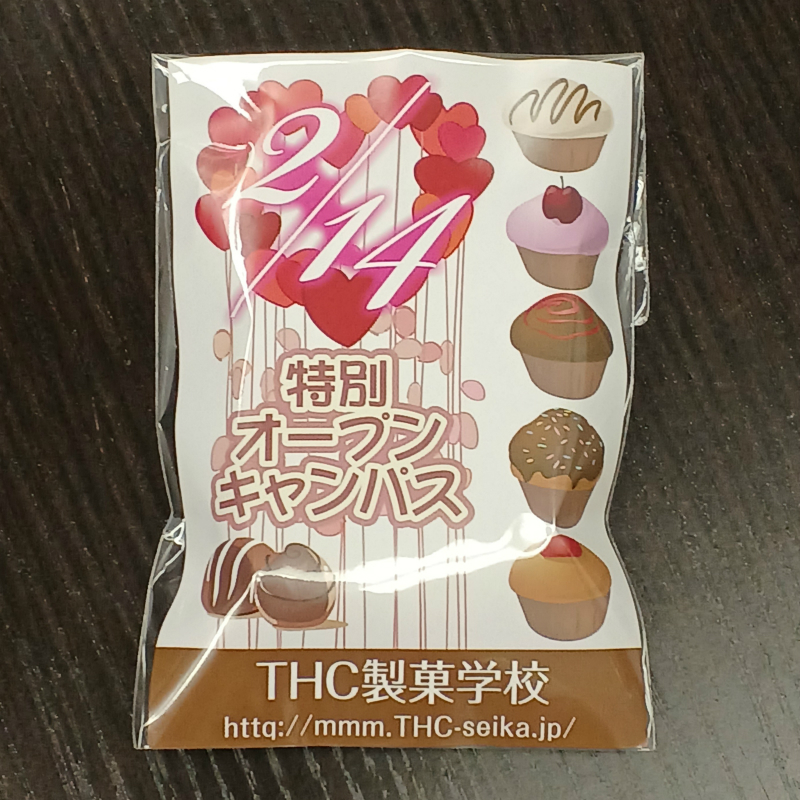 2/14
特別
オープン
キャンパス
THC製菓学校
httq://mmm.THC-seika.jp/